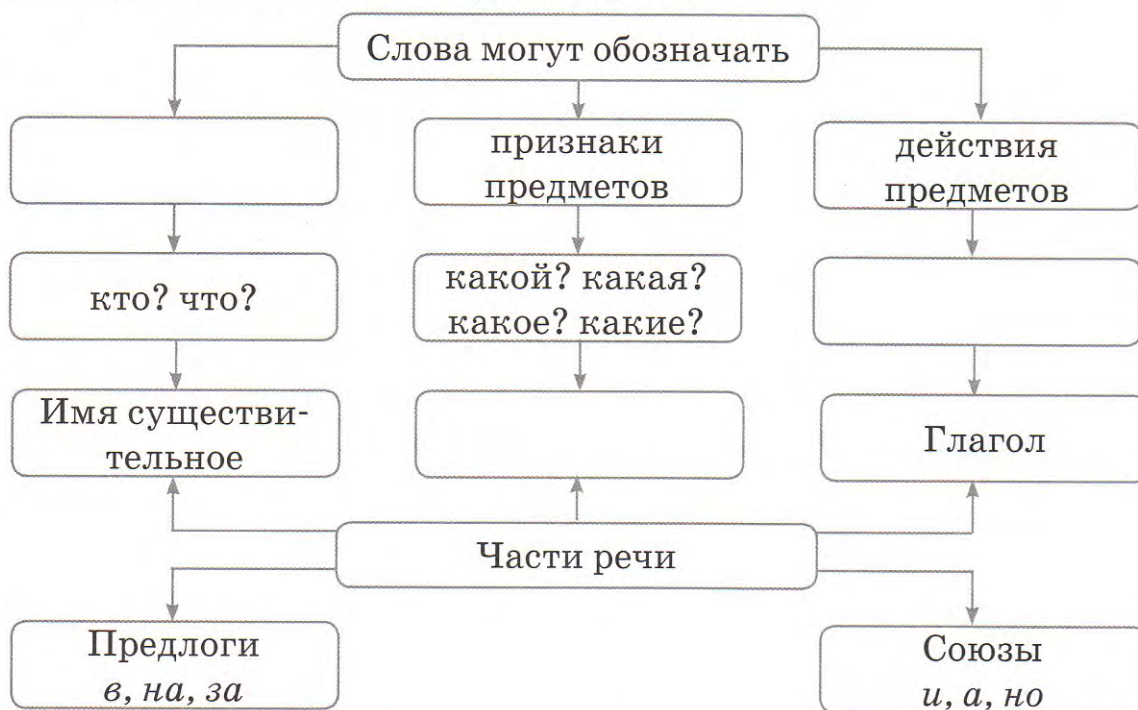 Слова могут обозначать
признаки
предметов
действия
предметов
кто? что?
какой? какая?
какое? какие?
Имя существи-
тельное
Глагол
Части речи
Предлоги
в, на, за
Союзы
и, а, но